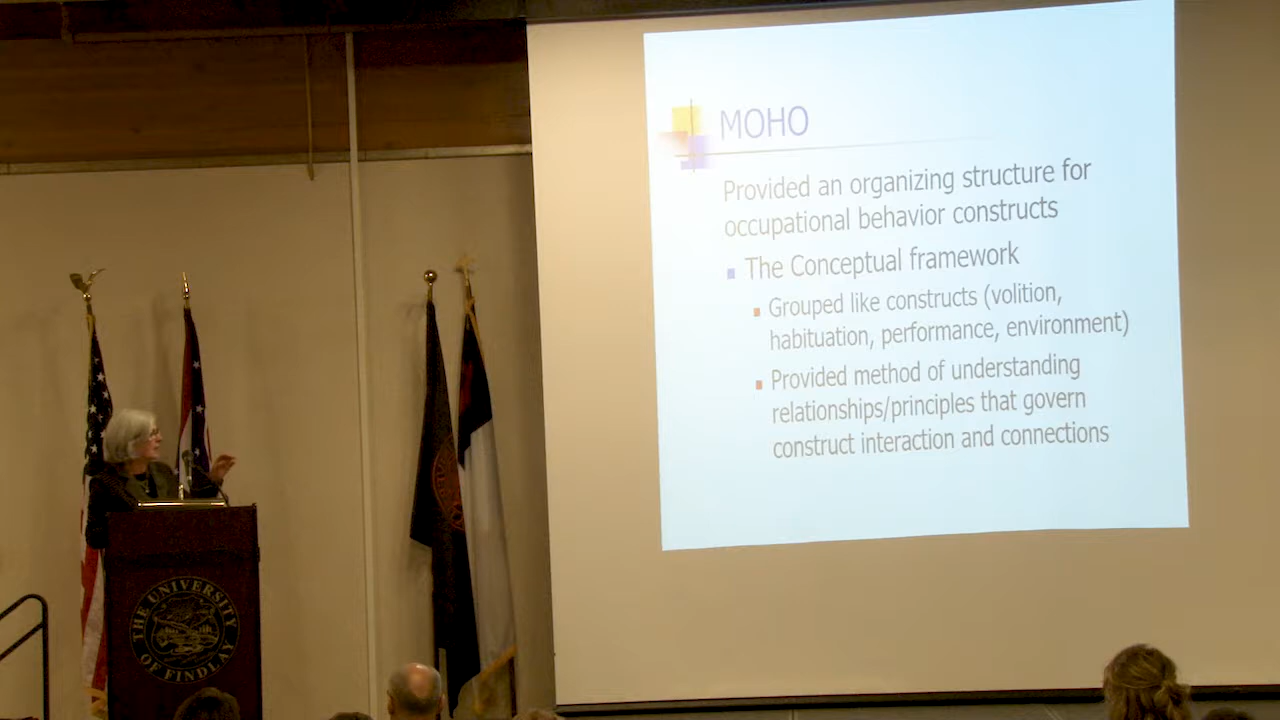 MOHO
Provided an organizing structure for
occupational behavior constructs
The Conceptual framework
Grouped like constructs (volition,
habituation, performance, environment)
Provided method of understanding
relationships/principles that govern
construct interaction and connections
THE UNIVERSITY
OF FINDLAY